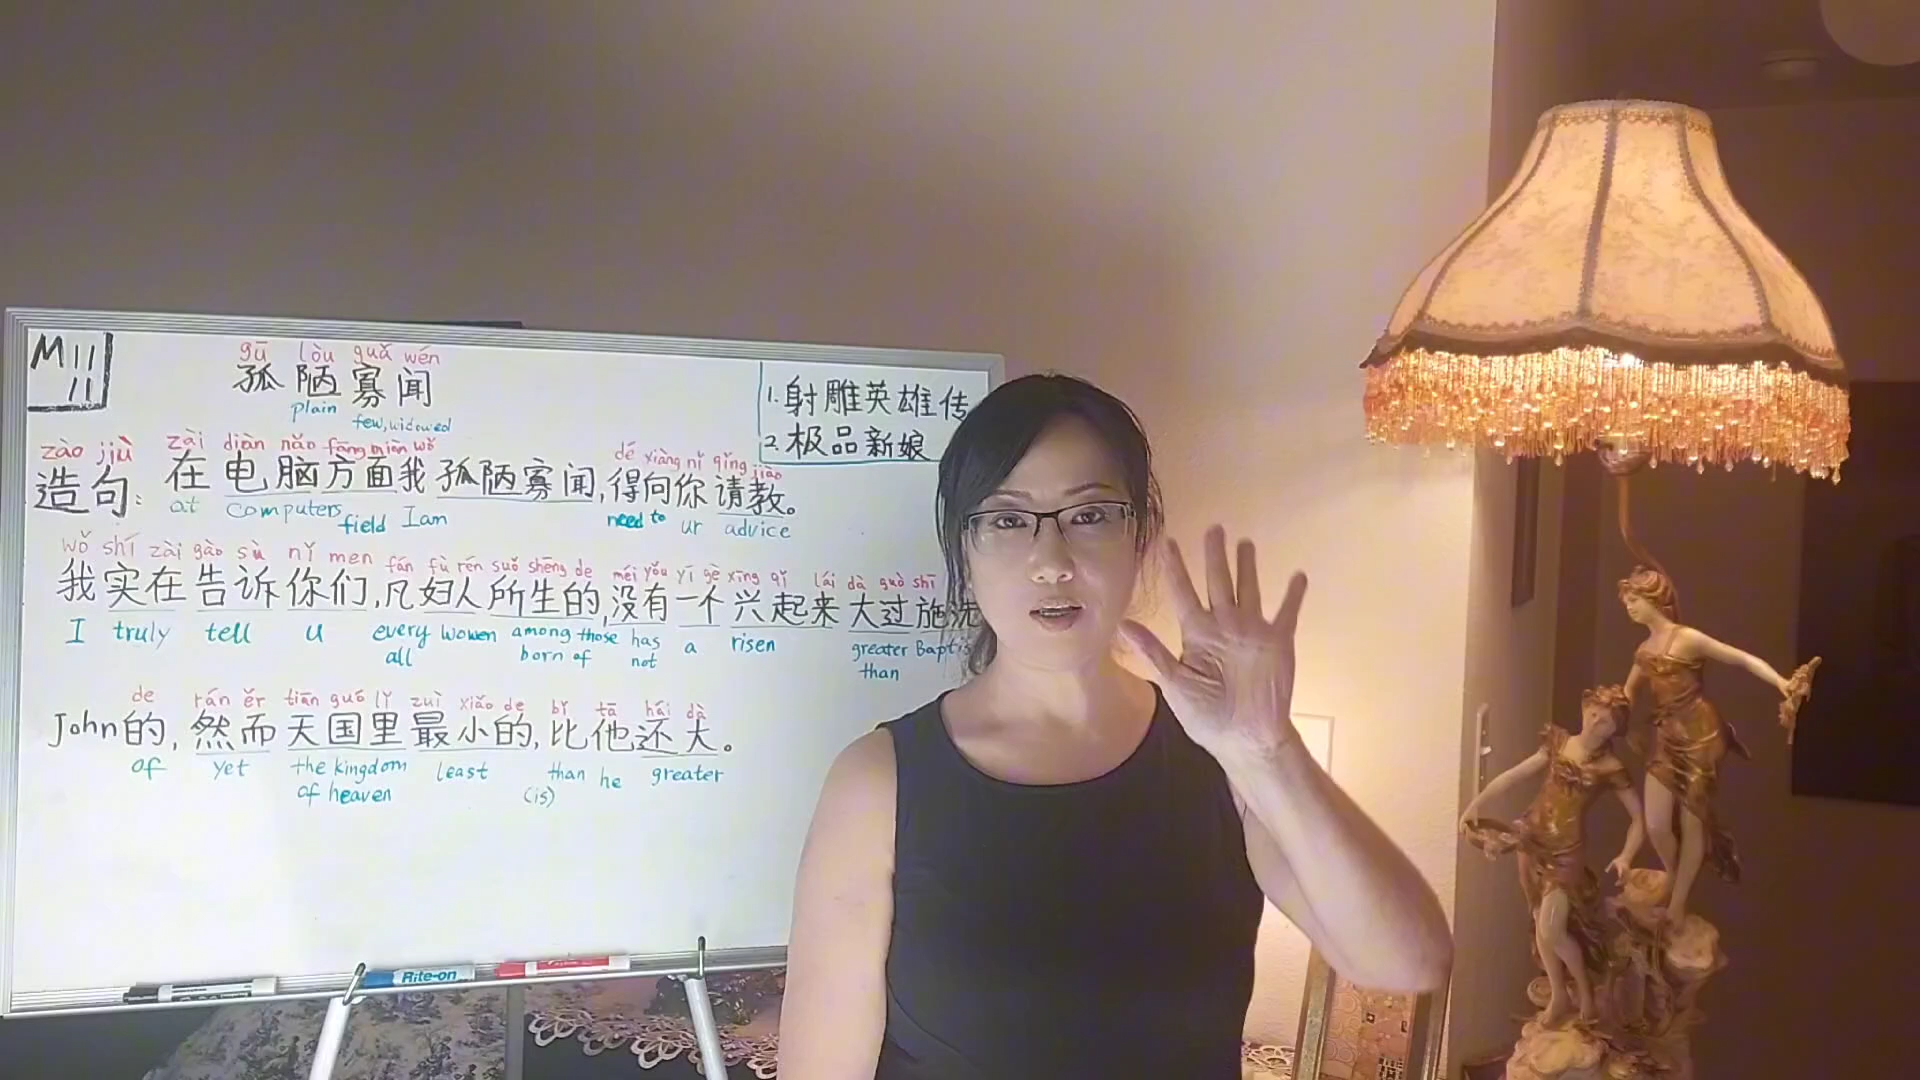 M11
11
gū lòu guǎ wén
孤陋寡闻
plain few, widowed
1. 射雕英雄传
2. 极品新娘
zào jiù zài diàn nǎo fāng miàn wǒ dé xiàng nǐ qǐng jiào
造句: 在电脑方面我孤陋寡闻,得向你请教。
at computers field I am need to ur advice
wǒ shí zài gào sù nǐ men fán fù rén suǒ shēng de méi yǒu yī gè xīng qǐ lái dà guò shī
我实在告诉你们,凡妇人所生的,没有一个兴起来大过施洗
I truly tell u every women among those has a risen greater
all born of not than
de rán ér tiān guó lǐ zuì xiǎo de bǐ tā hái dà
John的, 然而天国里最小的,比他还大。
of yet the kingdom least than he greater
of heaven (is)
Rite-on